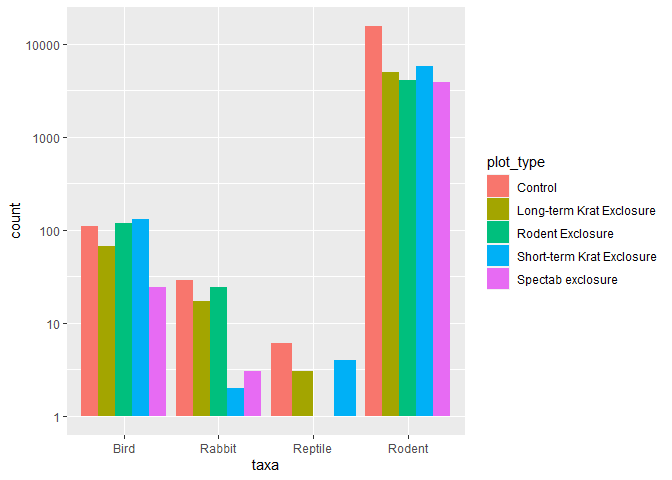 10000
1000
100
10
1
count
Bird Rabbit Reptile Rodent
taxa
plot_type
Control
Long-term Krat Exclosure
Rodent Exclosure
Short-term Krat Exclosure
Spectab exclosure